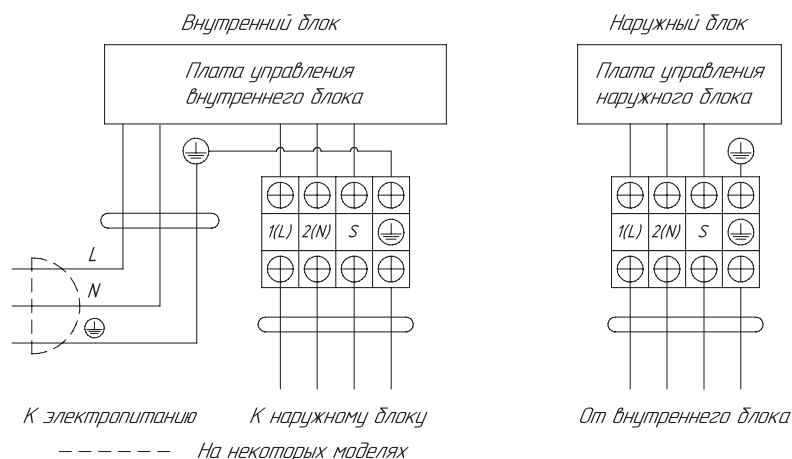 Внутренний блок
Наружный блок
Плата управления
внутреннего блока
Плата управления
наружного блока
1(L) 2(N) S
1(L) 2(N) S
L
N
К электропитанию
К наружному блоку
От внутреннего блока
На некоторых моделях